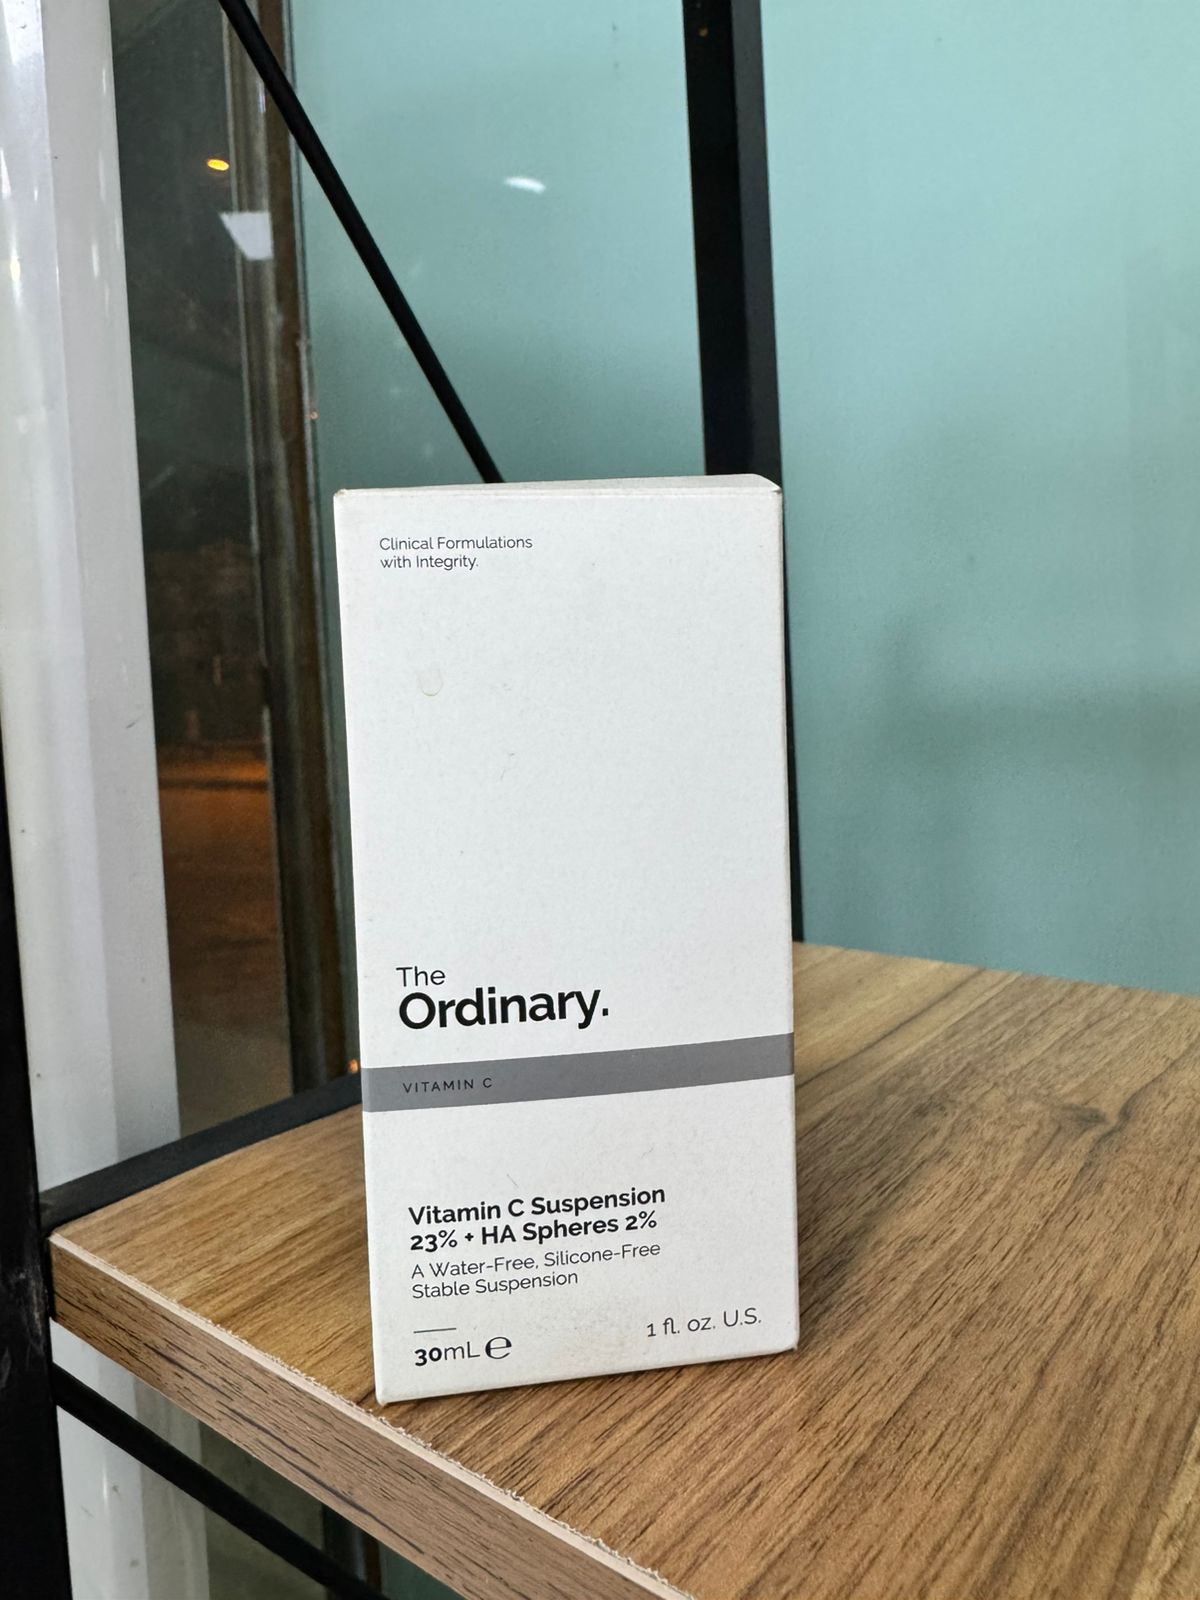 Clinical Formulations
with Integrity.
The
Ordinary.
VITAMIN C
Vitamin C Suspension
23% + HA Spheres 2%
A Water-Free, Silicone-Free
Stable Suspension
30mL ℮
1 fl. oz. U.S.